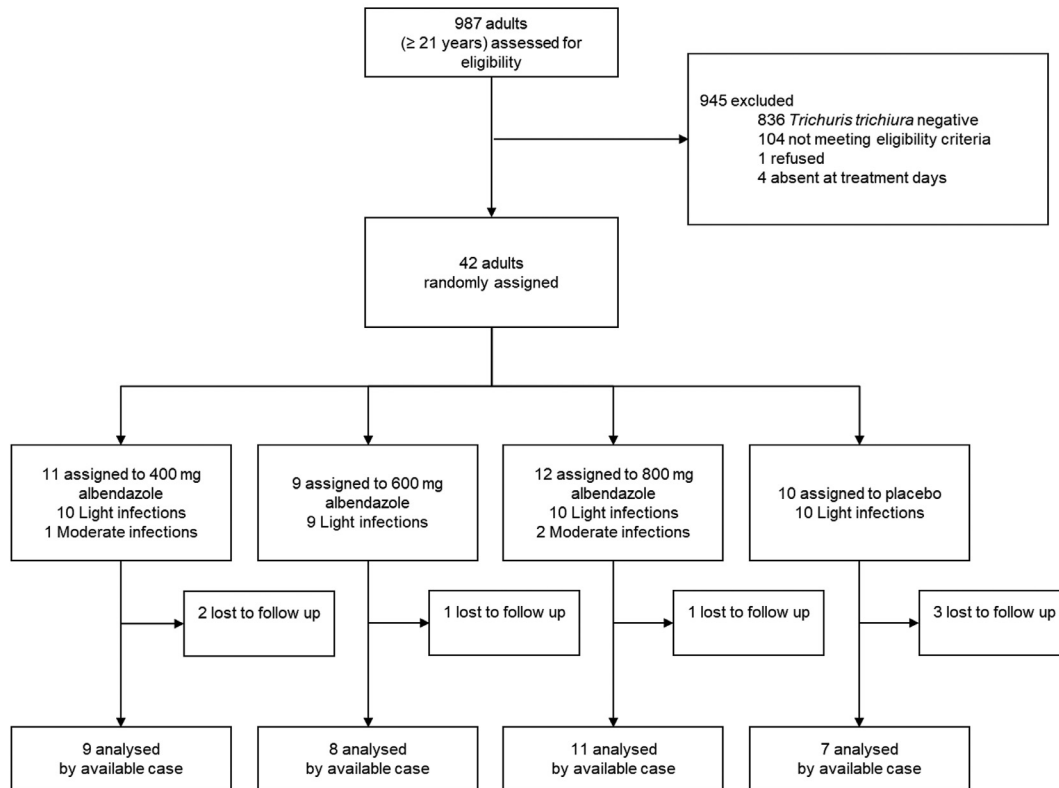 987 adults
(≥ 21 years) assessed for
eligibility
945 excluded
836 Trichuris trichiura negative
104 not meeting eligibility criteria
1 refused
4 absent at treatment days
42 adults
randomly assigned
11 assigned to 400 mg
albendazole
10 Light infections
1 Moderate infections
9 assigned to 600 mg
albendazole
9 Light infections
12 assigned to 800 mg
albendazole
10 Light infections
2 Moderate infections
10 assigned to placebo
10 Light infections
2 lost to follow up
1 lost to follow up
1 lost to follow up
3 lost to follow up
9 analysed
by available case
8 analysed
by available case
11 analysed
by available case
7 analysed
by available case